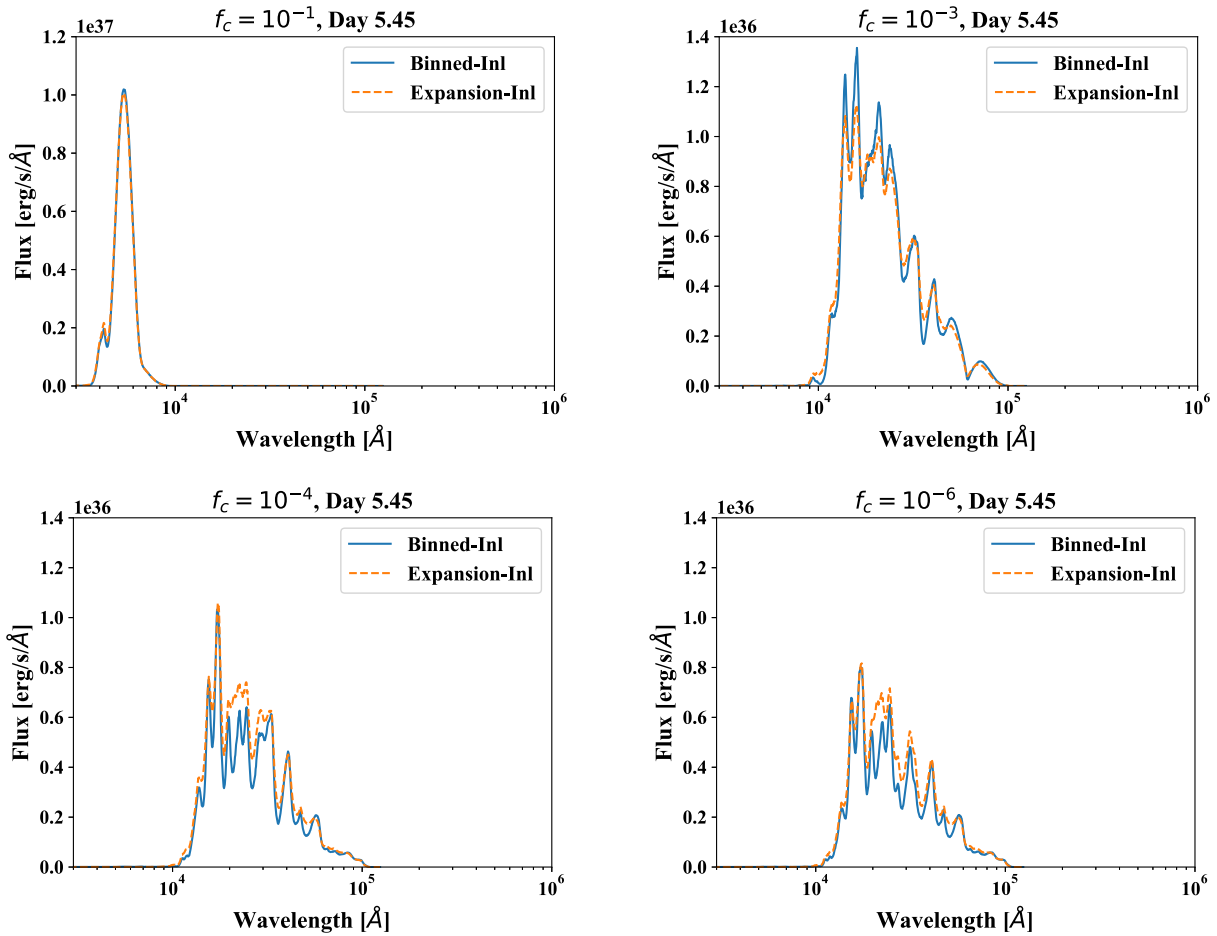 f_c = 10^{-1}, Day 5.45
1e37
1.2
1.0
0.8
0.6
0.4
0.2
0.0
Flux [erg/s/Å]
Binned-Inl
Expansion-Inl
10^4
10^5
10^6
Wavelength [Å]
f_c = 10^{-3}, Day 5.45
1e36
1.4
1.2
1.0
0.8
0.6
0.4
0.2
0.0
Flux [erg/s/Å]
Binned-Inl
Expansion-Inl
10^4
10^5
10^6
Wavelength [Å]
f_c = 10^{-4}, Day 5.45
1e36
1.4
1.2
1.0
0.8
0.6
0.4
0.2
0.0
Flux [erg/s/Å]
Binned-Inl
Expansion-Inl
10^4
10^5
10^6
Wavelength [Å]
f_c = 10^{-6}, Day 5.45
1e36
1.4
1.2
1.0
0.8
0.6
0.4
0.2
0.0
Flux [erg/s/Å]
Binned-Inl
Expansion-Inl
10^4
10^5
10^6
Wavelength [Å]